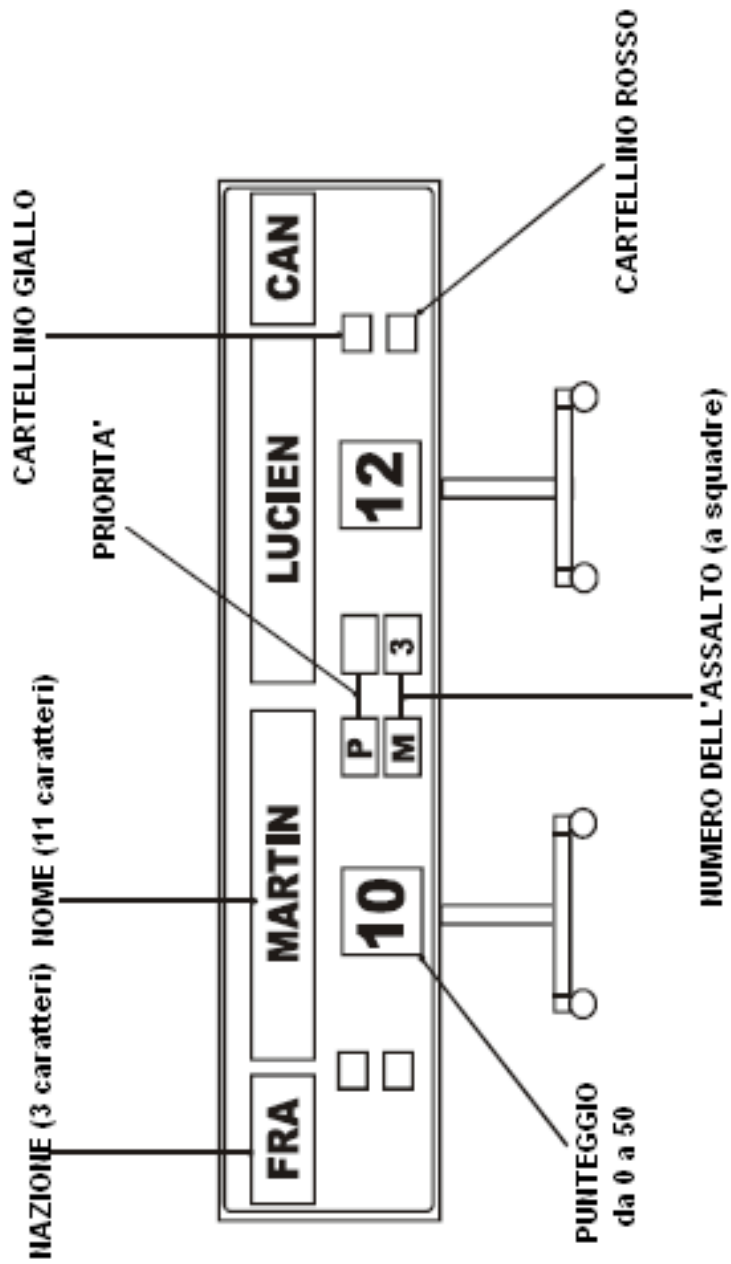 NAZIONE (3 caratteri)
NOME (11 caratteri)
PRIORITA'
CARTELLINO GIALLO
FRA
MARTIN
LUCIEN
CAN
10
P
M
3
12
PUNTEGGIO
da 0 a 50
NUMERO DELL'ASSALTO (a squadre)
CARTELLINO ROSSO